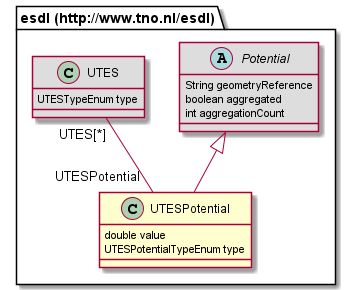 esdl (http://www.tno.nl/esdl)
C UTES
UTESTypeEnum type
A Potential
String geometryReference
boolean aggregated
int aggregationCount
UTES[*]
UTESPotential
C UTESPotential
double value
UTESPotentialTypeEnum type